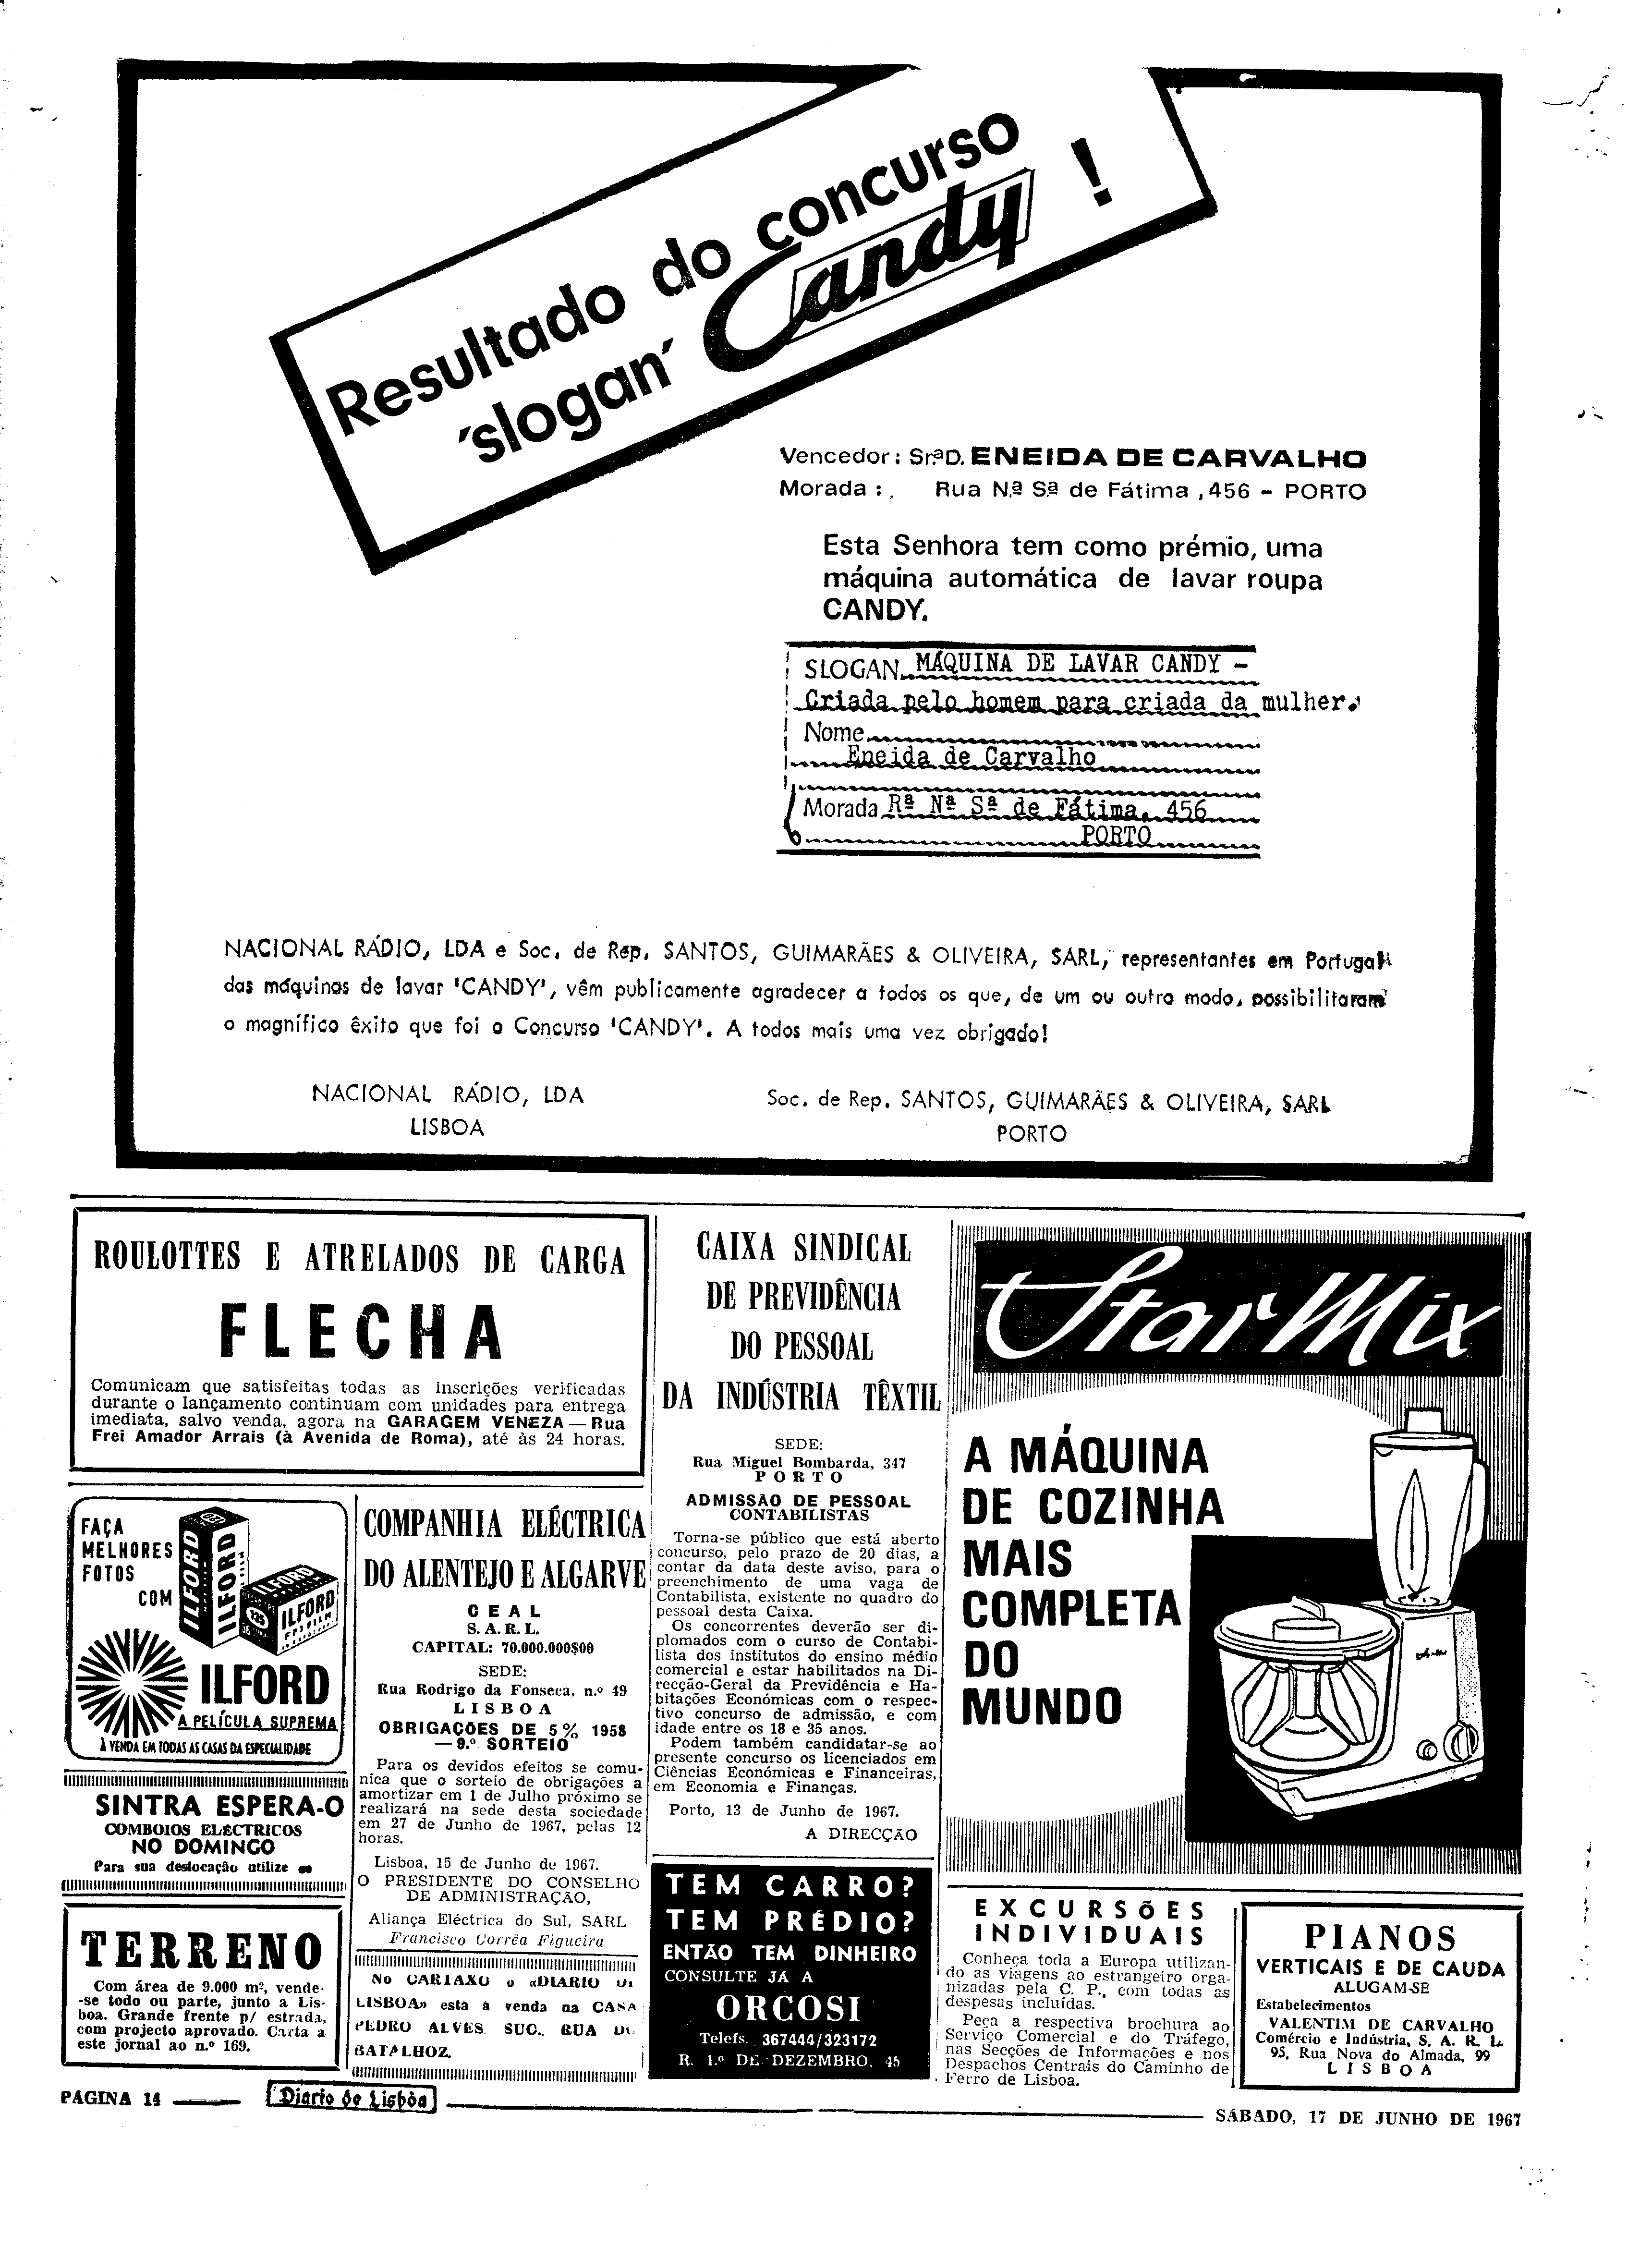 Resultado do concurso
'slogan' Candy !
Vencedor: Sr.ª D. ENEIDA DE CARVALHO
Morada: Rua N.ª S.ª de Fátima, 456 - PORTO
Esta Senhora tem como prémio, uma
máquina automática de lavar roupa
CANDY.
SLOGAN MÁQUINA DE LAVAR CANDY -
Criada pelo homem para criada da mulher.
Nome
Eneida de Carvalho
Morada Rª Nª Sª de Fátima, 456
PORTO
NACIONAL RÁDIO, LDA e Soc. de Rep. SANTOS, GUIMARÃES & OLIVEIRA, SARL, representantes em Portugal
das máquinas de lavar 'CANDY', vêm publicamente agradecer a todos os que, de um ou outro modo, possibilitaram
o magnífico êxito que foi o Concurso 'CANDY'. A todos mais uma vez obrigado!
NACIONAL RÁDIO, LDA
LISBOA
Soc. de Rep. SANTOS, GUIMARÃES & OLIVEIRA, SARL
PORTO
ROULOTTES E ATRELADOS DE CARGA
FLECHA
Comunicam que satisfeitas todas as inscrições verificadas
durante o lançamento continuam com unidades para entrega
imediata, salvo venda, agora na GARAGEM VENEZA — Rua
Frei Amador Arrais (à Avenida de Roma), até às 24 horas.
FAÇA
MELHORES
FOTOS
COM
ILFORD
ILFORD
ILFORD
ILFORD
125
FP3 FILM
ILFORD
A PELÍCULA SUPREMA
À VENDA EM TODAS AS CASAS DA ESPECIALIDADE
SINTRA ESPERA-O
COMBOIOS ELÉCTRICOS
NO DOMINGO
Para sua deslocação utilize os
TERRENO
Com área de 9.000 m², vende-
-se todo ou parte, junto a Lis-
boa. Grande frente p/ estrada,
com projecto aprovado. Carta a
este jornal ao n.º 169.
COMPANHIA ELÉCTRICA
DO ALENTEJO E ALGARVE
CEAL
S. A. R. L.
CAPITAL: 70.000.000$00
SEDE:
Rua Rodrigo da Fonseca, n.º 49
LISBOA
OBRIGAÇÕES DE 5% 1958
— 9.º SORTEIO
Para os devidos efeitos se comu-
nica que o sorteio de obrigações a
amortizar em 1 de Julho próximo se
realizará na sede desta sociedade
em 27 de Junho de 1967, pelas 12
horas.
Lisboa, 15 de Junho de 1967.
O PRESIDENTE DO CONSELHO
DE ADMINISTRAÇÃO,
Aliança Eléctrica do Sul, SARL
Francisco Corrêa Figueira
No CARTAXO o «DIARIO DE
LISBOA» está à venda na CASA
PEDRO ALVES SUC., RUA DO
BATALHOZ
CAIXA SINDICAL
DE PREVIDÊNCIA
DO PESSOAL
DA INDÚSTRIA TÊXTIL
SEDE:
Rua Miguel Bombarda, 347
PORTO
ADMISSÃO DE PESSOAL
CONTABILISTAS
Torna-se público que está aberto
concurso, pelo prazo de 20 dias, a
contar da data deste aviso, para o
preenchimento de uma vaga de
Contabilista, existente no quadro do
pessoal desta Caixa.
Os concorrentes deverão ser di-
plomados com o curso de Contabi-
lista dos institutos do ensino médio
comercial e estar habilitados na Di-
recção-Geral da Previdência e Ha-
bitações Económicas com o respec-
tivo concurso de admissão, e com
idade entre os 18 e 35 anos.
Podem também candidatar-se ao
presente concurso os licenciados em
Ciências Económicas e Financeiras,
em Economia e Finanças.
Porto, 13 de Junho de 1967.
A DIRECÇÃO
TEM CARRO?
TEM PRÉDIO?
ENTÃO TEM DINHEIRO
CONSULTE JÁ A
ORCOSI
Telefs. 367444/323172
R. 1.º DE DEZEMBRO, 45
StarMix
A MÁQUINA
DE COZINHA
MAIS
COMPLETA
DO
MUNDO
EXCURSÕES
INDIVIDUAIS
Conheça toda a Europa utilizan-
do as viagens ao estrangeiro orga-
nizadas pela C. P., com todas as
despesas incluídas.
Peça a respectiva brochura ao
Serviço Comercial e do Tráfego,
nas Secções de Informações e nos
Despachos Centrais do Caminho de
Ferro de Lisboa.
PIANOS
VERTICAIS E DE CAUDA
ALUGAM-SE
Estabelecimentos
VALENTIM DE CARVALHO
Comércio e Indústria, S. A. R. L.
95, Rua Nova do Almada, 99
LISBOA
PAGINA 14
Diario de Lisbôa
SÁBADO, 17 DE JUNHO DE 1967